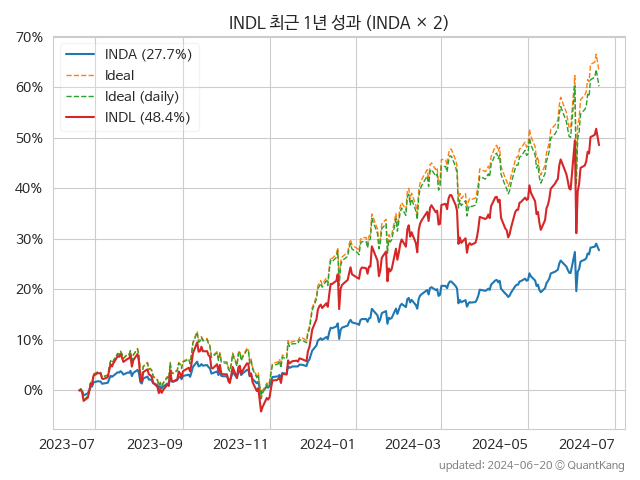 INDL 최근 1년 성과 (INDA × 2)
70%
60%
50%
40%
30%
20%
10%
0%
INDA (27.7%)
Ideal
Ideal (daily)
INDL (48.4%)
2023-07 2023-09 2023-11 2024-01 2024-03 2024-05 2024-07
updated: 2024-06-20 © QuantKang